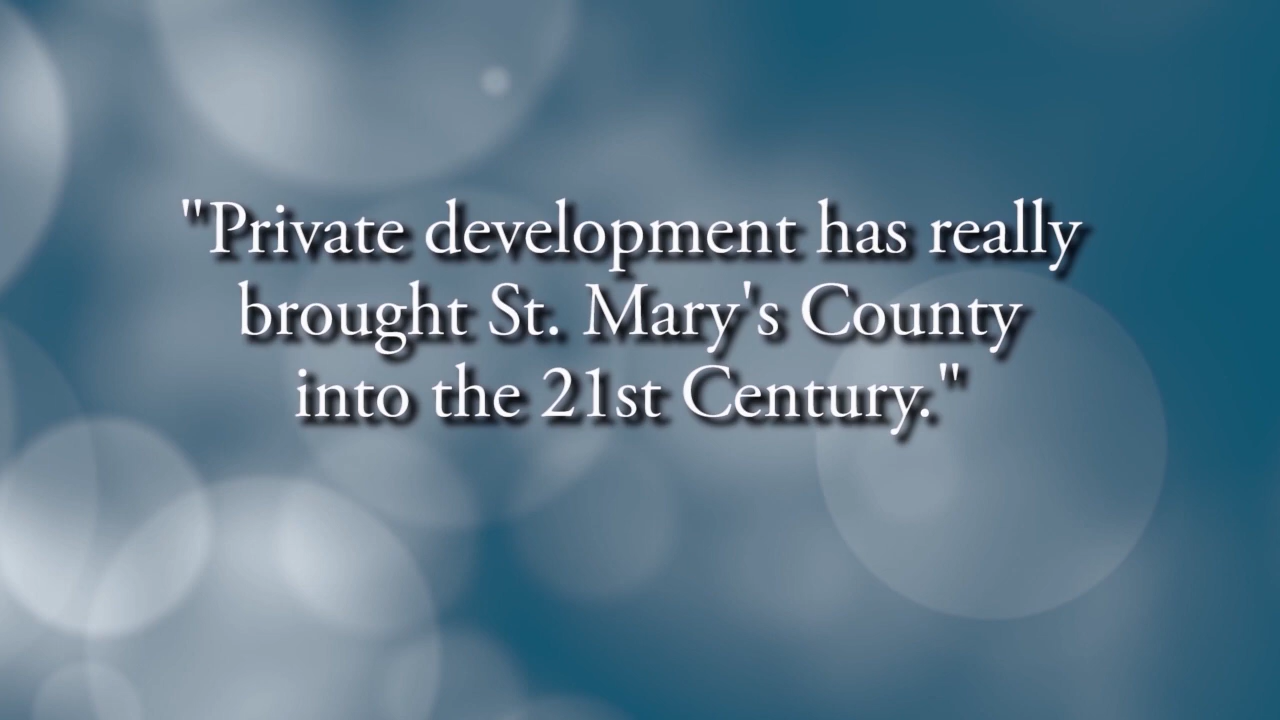 "Private development has really
brought St. Mary's County
into the 21st Century."